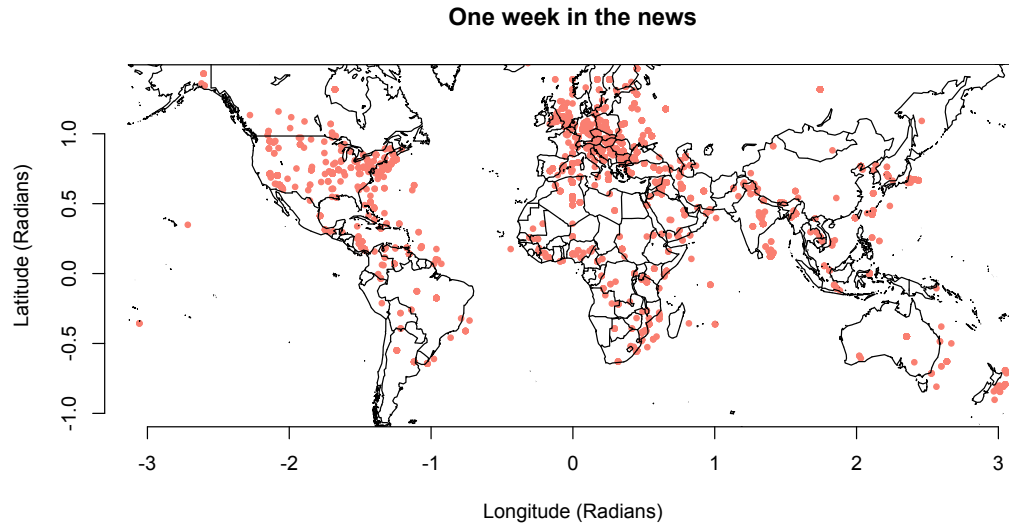 One week in the news
Latitude (Radians)
1.0
0.5
0.0
-0.5
-1.0
-3 -2 -1 0 1 2 3
Longitude (Radians)